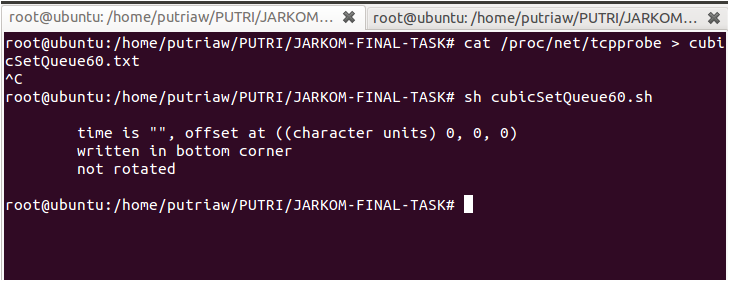 root@ubuntu: /home/putriaw/PUTRI/JARKOM... ✖ root@ubuntu: /home/putriaw/PUTRI/JARKOM... ✖
root@ubuntu:/home/putriaw/PUTRI/JARKOM-FINAL-TASK# cat /proc/net/tcpprobe > cubi
cSetQueue60.txt
^C
root@ubuntu:/home/putriaw/PUTRI/JARKOM-FINAL-TASK# sh cubicSetQueue60.sh
time is "", offset at ((character units) 0, 0, 0)
written in bottom corner
not rotated
root@ubuntu:/home/putriaw/PUTRI/JARKOM-FINAL-TASK#